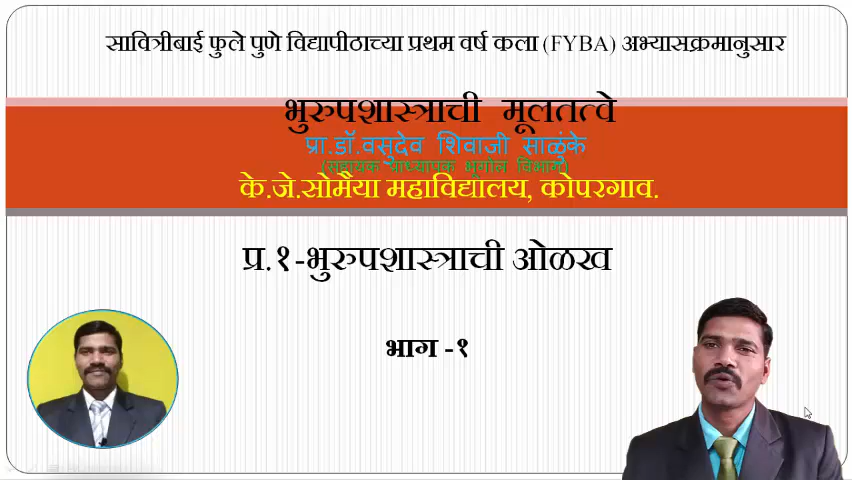 सावित्रीबाई फुले पुणे विद्यापीठाच्या प्रथम वर्ष कला (FYBA) अभ्यासक्रमानुसार
भुरुपशास्त्राची मूलतत्वे
प्रा.डॉ.वसुदेव शिवाजी साळुंके
(सहायक प्राध्यापक भूगोल विभाग)
के.जे.सोमैया महाविद्यालय, कोपरगाव.
प्र.१-भुरुपशास्त्राची ओळख
भाग -१